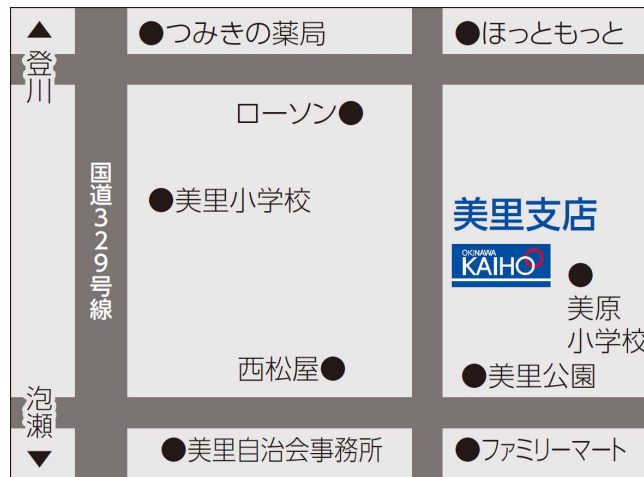 ▲
登川
●つみきの薬局
●ほっともっと
ローソン●
国道329号線
●美里小学校
美里支店
OKINAWA
KAIHO
●
美原
小学校
西松屋●
●美里公園
泡瀬
▼
●美里自治会事務所
●ファミリーマート